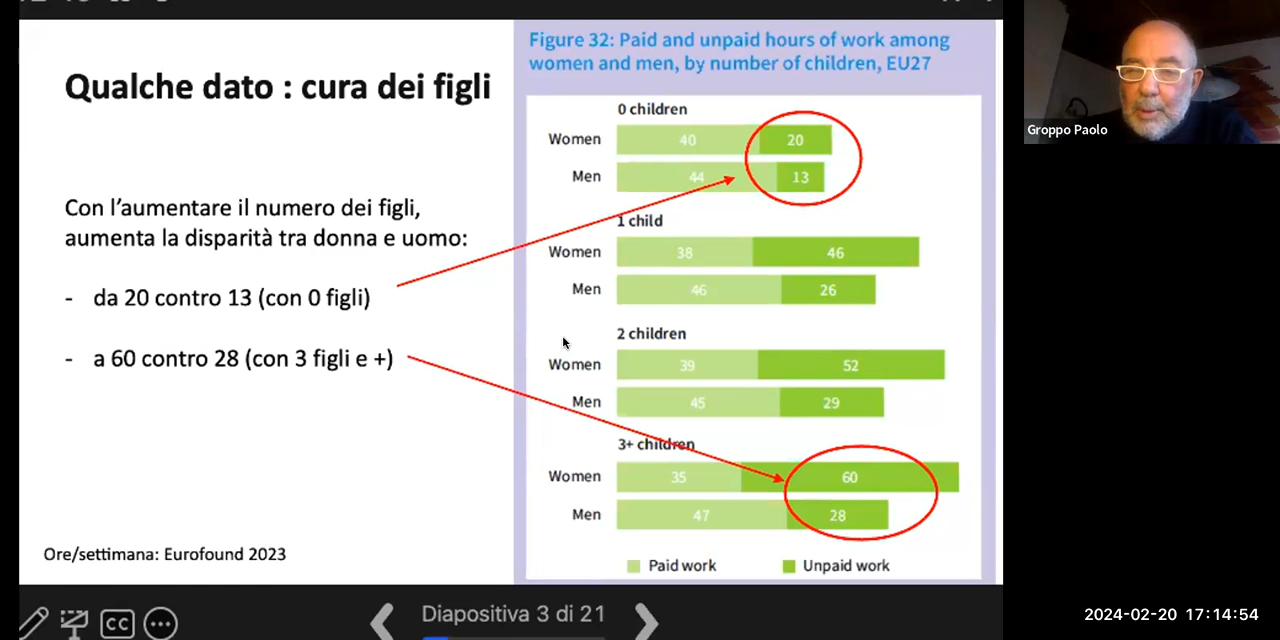 Qualche dato : cura dei figli
Con l'aumentare il numero dei figli,
aumenta la disparità tra donna e uomo:
- da 20 contro 13 (con 0 figli)
- a 60 contro 28 (con 3 figli e +)
Ore/settimana: Eurofound 2023
Figure 32: Paid and unpaid hours of work among
women and men, by number of children, EU27
0 children
Women 40 20
Men 44 13
1 child
Women 38 46
Men 46 26
2 children
Women 39 52
Men 45 29
3+ children
Women 35 60
Men 47 28
Paid work Unpaid work
Groppo Paolo
CC
Diapositiva 3 di 21
2024-02-20 17:14:54